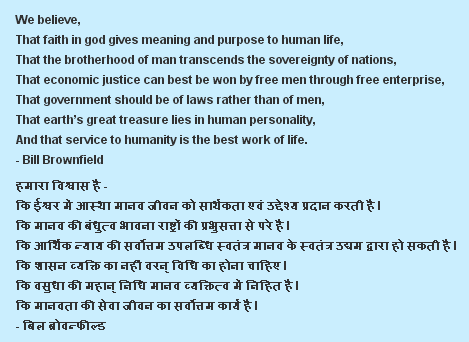 We believe,
That faith in god gives meaning and purpose to human life,
That the brotherhood of man transcends the sovereignty of nations,
That economic justice can best be won by free men through free enterprise,
That government should be of laws rather than of men,
That earth's great treasure lies in human personality,
And that service to humanity is the best work of life.
- Bill Brownfield
हमारा विश्वास है -
कि ईश्वर मे आस्था मानव जीवन को सार्थकता एवं उद्देश्य प्रदान करती है।
कि मानव की बंधुत्व भावना राष्ट्रों की प्रभुसत्ता से परे है।
कि आर्थिक न्याय की सर्वोत्तम उपलब्धि स्वतंत्र मानव के स्वतंत्र उद्यम द्वारा हो सकती है।
कि शासन व्यक्ति का नहीं वरन् विधि का होना चाहिए।
कि वसुधा की महान् निधि मानव व्यक्तित्व में निहित है।
कि मानवता की सेवा जीवन का सर्वोत्तम कार्य है।
- बिल ब्रोवनफील्ड